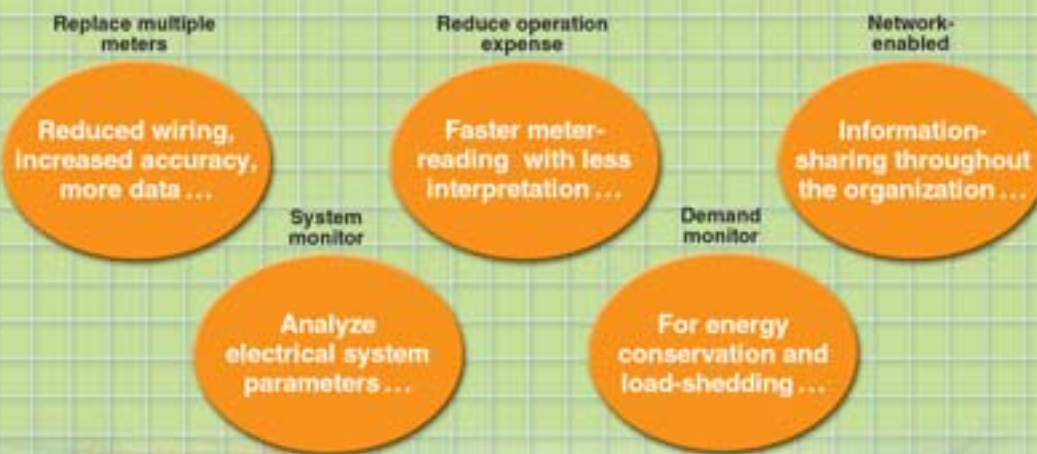 Replace multiple
meters
Reduced wiring,
increased accuracy,
more data ...
Reduce operation
expense
Faster meter-
reading with less
interpretation ...
Network-
enabled
Information-
sharing throughout
the organization ...
System
monitor
Analyze
electrical system
parameters ...
Demand
monitor
For energy
conservation and
load-shedding ...